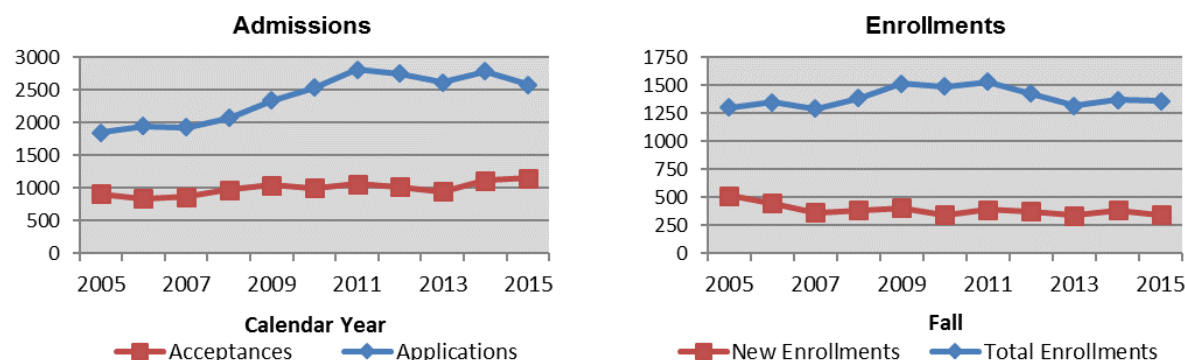 Admissions
3000
2500
2000
1500
1000
500
0
2005 2007 2009 2011 2013 2015
Calendar Year
Acceptances Applications
Enrollments
1750
1500
1250
1000
750
500
250
0
2005 2007 2009 2011 2013 2015
Fall
New Enrollments Total Enrollments